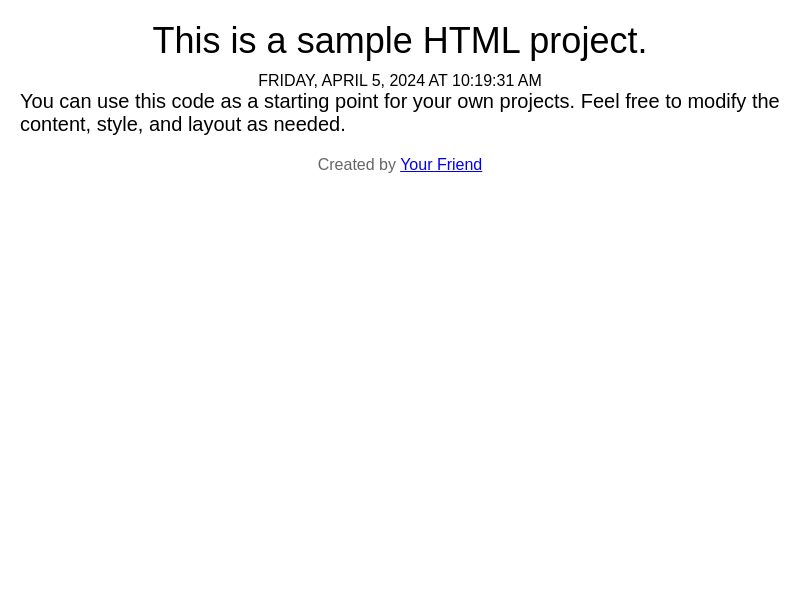 This is a sample HTML project.
FRIDAY, APRIL 5, 2024 AT 10:19:31 AM
You can use this code as a starting point for your own projects. Feel free to modify the
content, style, and layout as needed.
Created by Your Friend